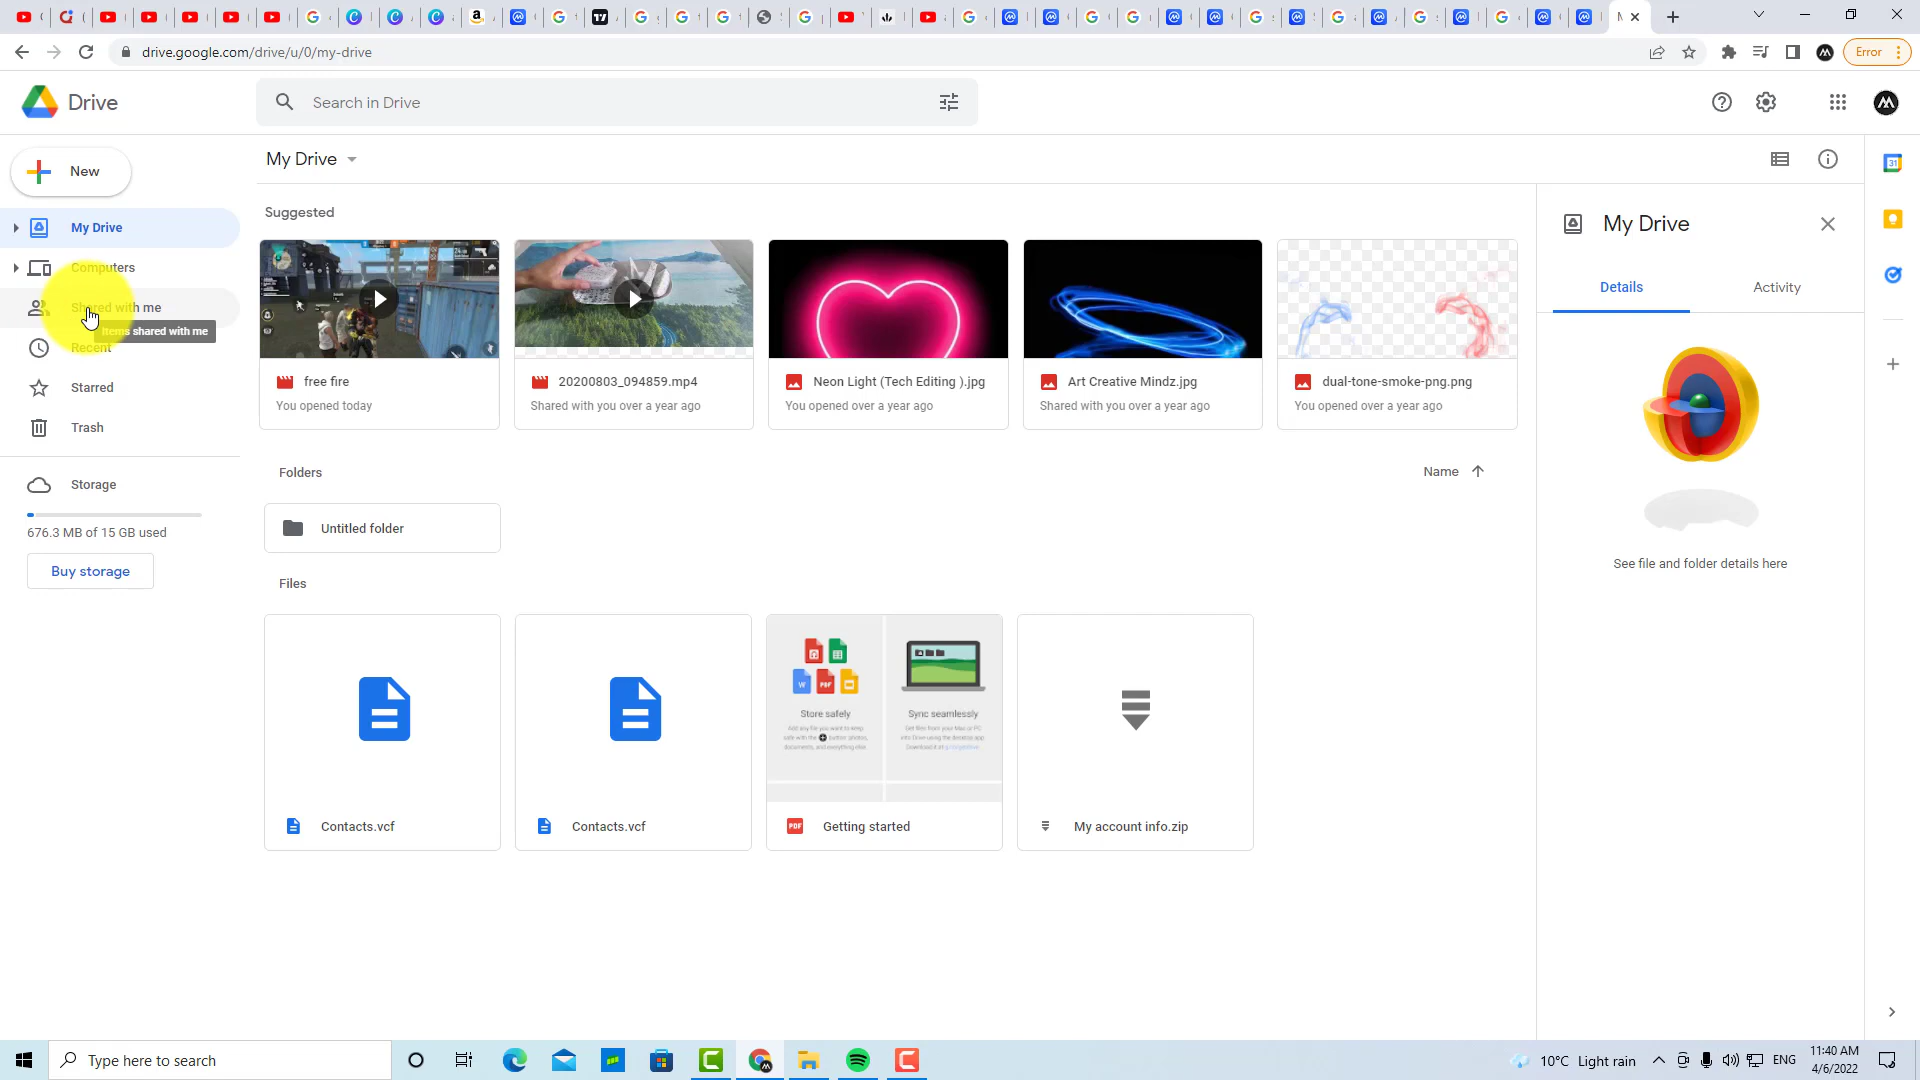 drive.google.com/drive/u/0/my-drive
Error
Drive
Search in Drive
New
My Drive
Computers
Shared with me
Items shared with me
Recent
Starred
Trash
Storage
676.3 MB of 15 GB used
Buy storage
My Drive
Suggested
free fire
You opened today
20200803_094859.mp4
Shared with you over a year ago
Neon Light (Tech Editing ).jpg
You opened over a year ago
Art Creative Mindz.jpg
Shared with you over a year ago
dual-tone-smoke-png.png
You opened over a year ago
Folders
Name
Untitled folder
Files
Store safely
Sync seamlessly
Contacts.vcf
Contacts.vcf
PDF
Getting started
My account info.zip
My Drive
Details
Activity
See file and folder details here
31
Type here to search
10°C Light rain
ENG
11:40 AM
4/6/2022